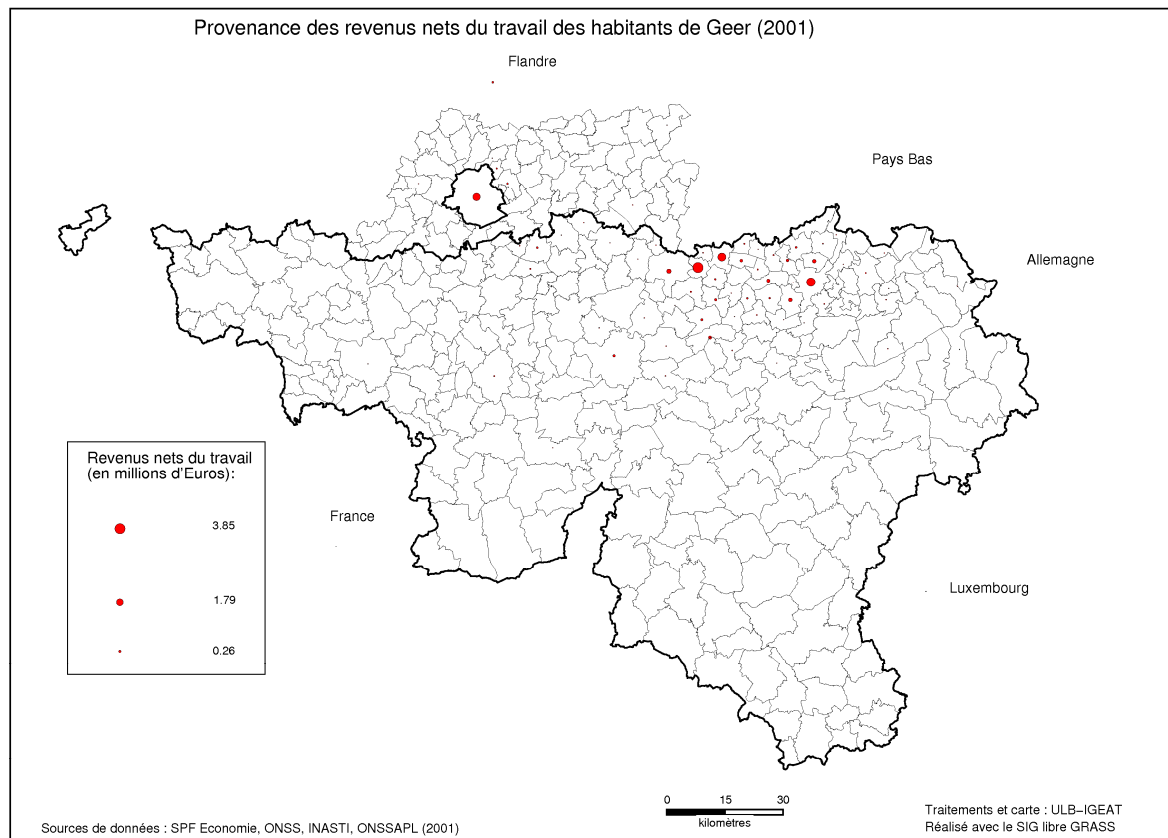 Provenance des revenus nets du travail des habitants de Geer (2001)
Flandre
Pays Bas
Allemagne
Revenus nets du travail
(en millions d'Euros):
3.85
1.79
0.26
France
Luxembourg
0 15 30
kilomètres
Sources de données : SPF Economie, ONSS, INASTI, ONSSAPL (2001)
Traitements et carte : ULB–IGEAT
Réalisé avec le SIG libre GRASS